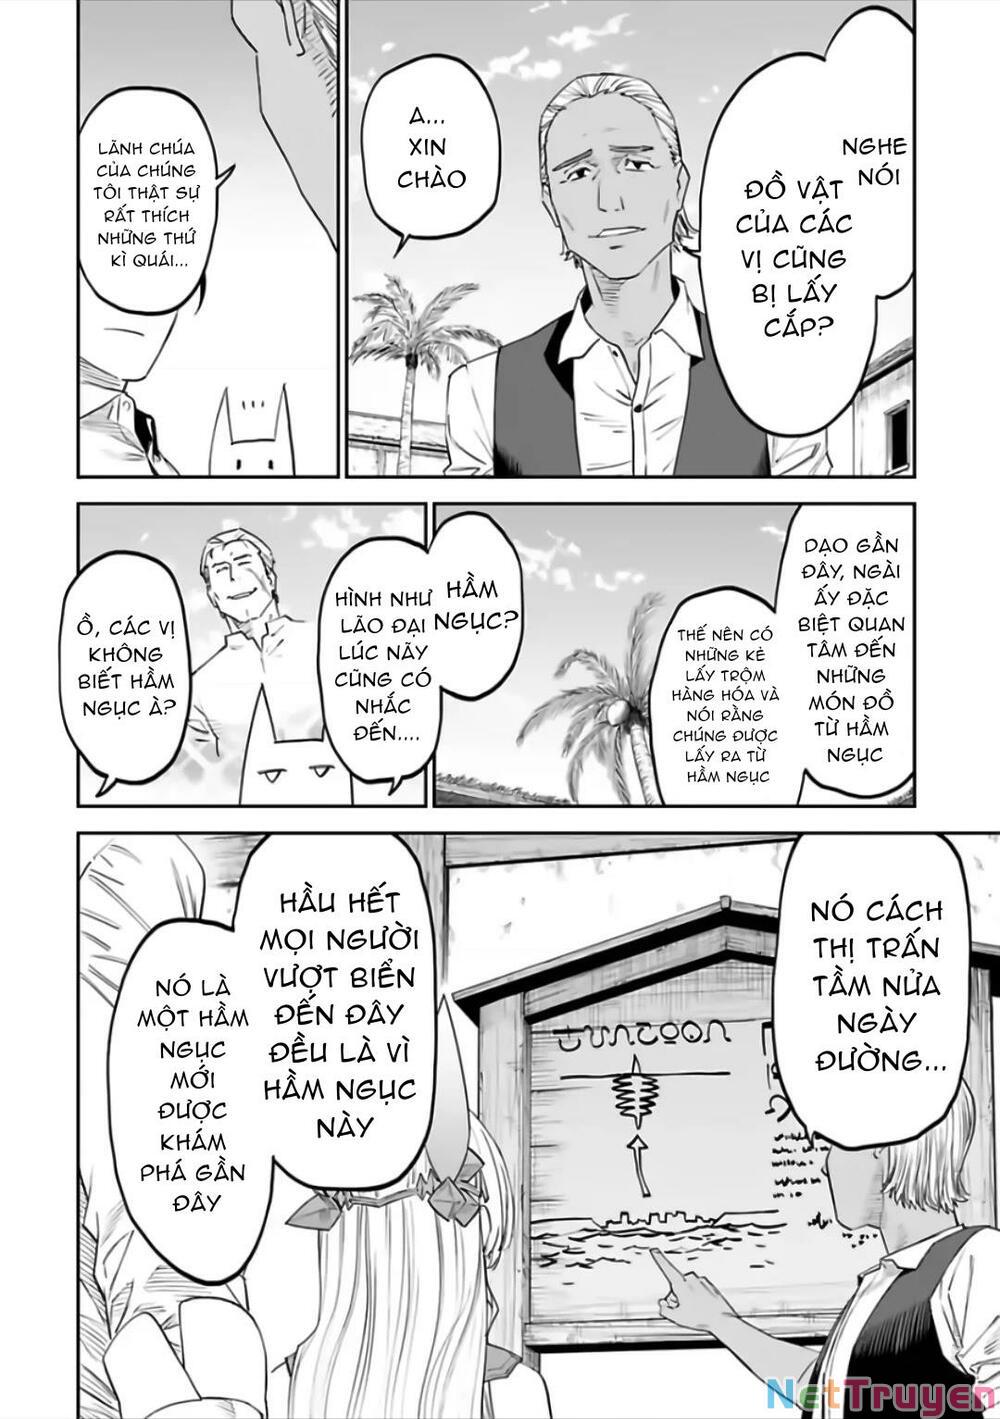 NGHE
NÓI
ĐỒ VẬT
CỦA CÁC
VỊ CŨNG
BỊ LẤY
CẮP?
A...
XIN
CHÀO
LÃNH CHÚA
CỦA CHÚNG
TÔI THẬT SỰ
RẤT THÍCH
NHỮNG THỨ
KÌ QUÁI...
DẠO GẦN
ĐÂY, NGÀI
ẤY ĐẶC
BIỆT QUAN
TÂM ĐẾN
NHỮNG
MÓN ĐỒ
TỪ HẦM
NGỤC
THẾ NÊN CÓ
NHỮNG KẺ
LẤY TRỘM
HÀNG HÓA VÀ
NÓI RẰNG
CHÚNG ĐƯỢC
LẤY RA TỪ
HẦM NGỤC
HẦM
NGỤC?
HÌNH NHƯ
LÃO ĐẠI
LÚC NÃY
CŨNG CÓ
NHẮC
ĐẾN....
Ồ, CÁC VỊ
KHÔNG
BIẾT HẦM
NGỤC À?
NÓ CÁCH
THỊ TRẤN
TẦM NỬA
NGÀY
ĐƯỜNG...
HẦU HẾT
MỌI NGƯỜI
VƯỢT BIỂN
ĐẾN ĐÂY
ĐỀU LÀ VÌ
HẦM NGỤC
NÀY
NÓ LÀ
MỘT HẦM
NGỤC MỚI
ĐƯỢC
KHÁM
PHÁ GẦN
ĐÂY
NetTruyen